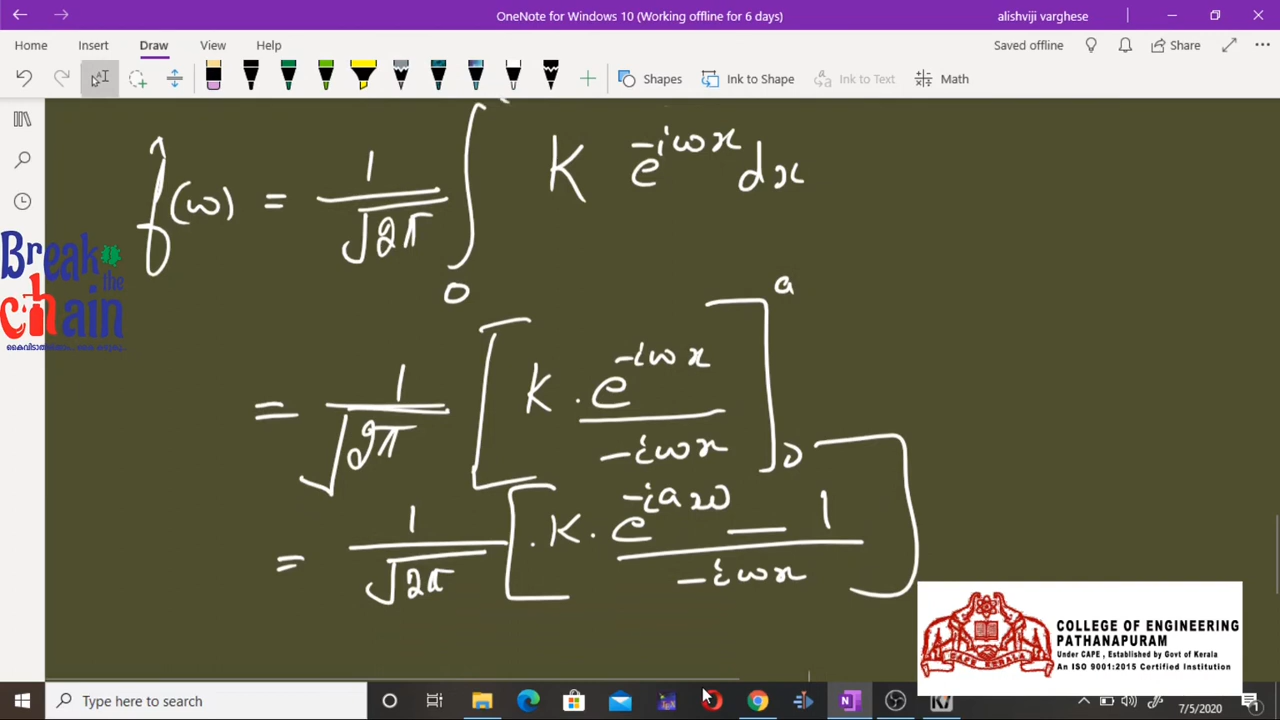 OneNote for Windows 10 (Working offline for 6 days)
alishviji varghese
Home Insert Draw View Help
Saved offline
Share
Shapes
Ink to Shape
Ink to Text
Math
f̂(ω) = 1/√2π ∫₀ K e^{-iωx} dx
= 1/√2π [K · e^{-iωx}/-iωx]₀^a
= 1/√2π [· K · e^{-iaω} - 1/-iωx]
Break
the
chain
COLLEGE OF ENGINEERING
PATHANAPURAM
Under CAPE , Established by Govt of Kerala
An ISO 9001:2015 Certified Institution
Type here to search
7/5/2020